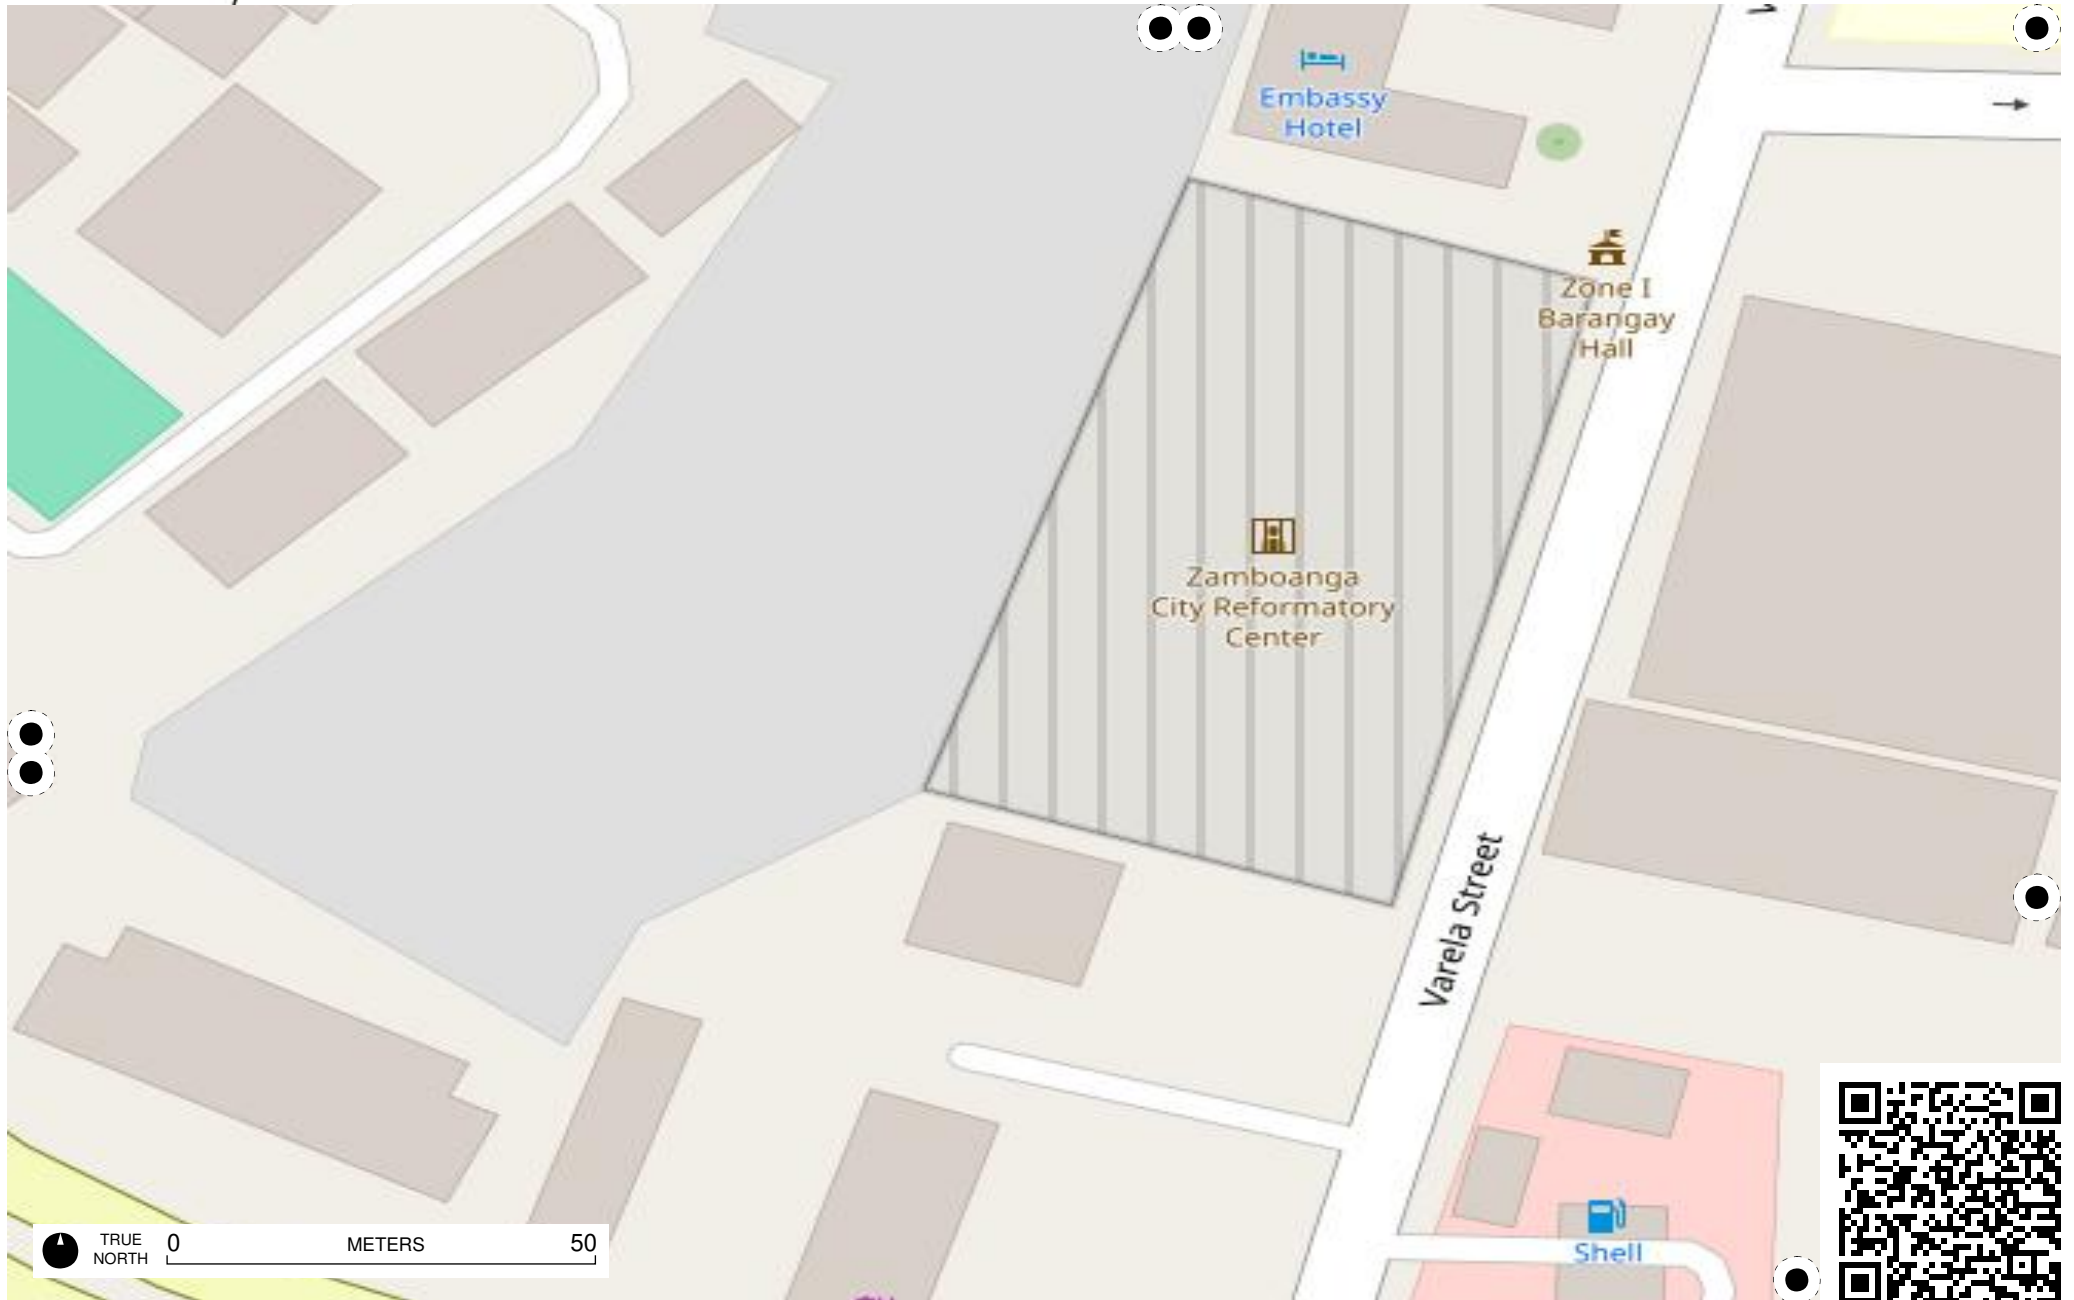 Embassy
Hotel
Zone I
Barangay
Hall
Zamboanga
City Reformatory
Center
Varela Street
Shell
TRUE
NORTH
0
METERS
50